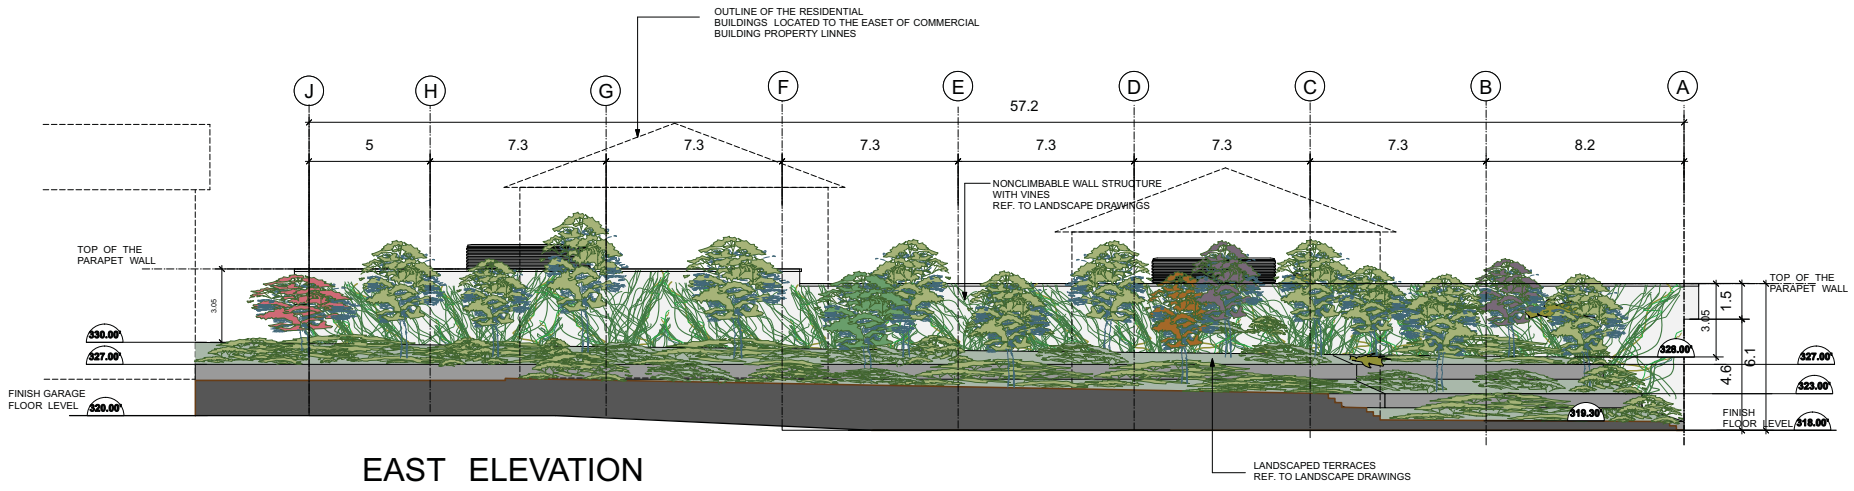 OUTLINE OF THE RESIDENTIAL
BUILDINGS LOCATED TO THE EASET OF COMMERCIAL
BUILDING PROPERTY LINNES
J
H
G
F
E
D
C
B
A
57.2
5
7.3
7.3
7.3
7.3
7.3
7.3
8.2
NONCLIMBABLE WALL STRUCTURE
WITH VINES
REF. TO LANDSCAPE DRAWINGS
TOP OF THE
PARAPET WALL
TOP OF THE
PARAPET WALL
3.05
1.5
3.05
6.1
4.6
330.00'
327.00'
328.00'
327.00'
323.00'
FINISH GARAGE
FLOOR LEVEL
320.00'
319.30'
FINISH
FLOOR LEVEL
318.00'
EAST ELEVATION
LANDSCAPED TERRACES
REF. TO LANDSCAPE DRAWINGS